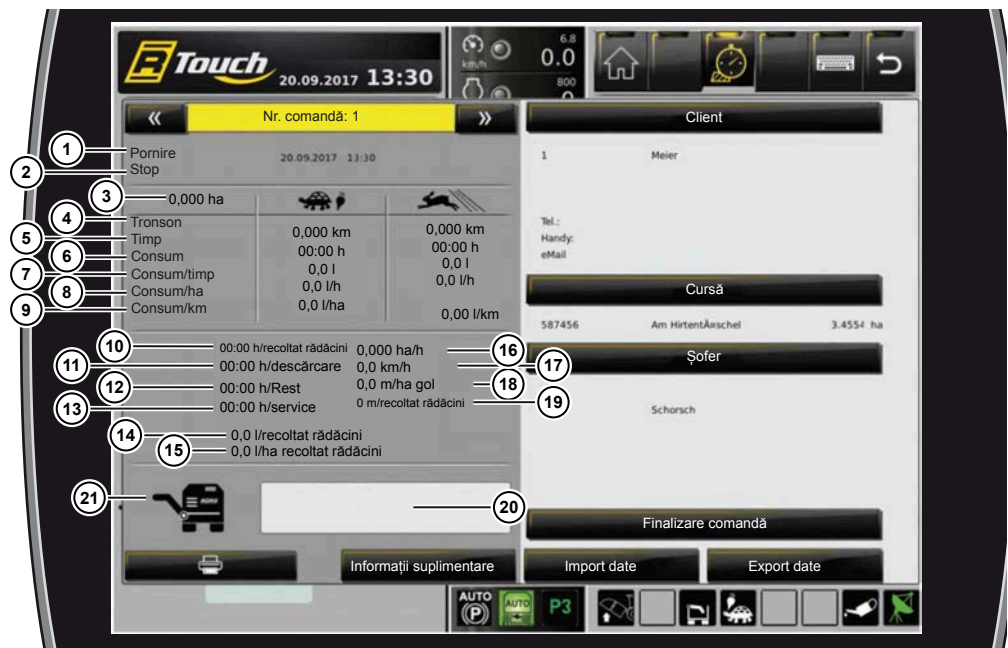 R Touch
20.09.2017 13:30
km/h
6.8
0.0
800
Nr. comandă: 1
Client
1
Pornire
20.09.2017 13:30
2
Stop
1 Meier
3
0,000 ha
4
Tronson
0,000 km
0,000 km
5
Timp
00:00 h
00:00 h
6
Consum
0,0 l
0,0 l
7
Consum/timp
0,0 l/h
0,0 l/h
8
Consum/ha
0,0 l/ha
9
Consum/km
0,00 l/km
Tel.:
Handy:
eMail
Cursă
587456 Am HirtentÄ¤schel 3.4554 ha
10
00:00 h/recoltat rădăcini
0,000 ha/h
16
11
00:00 h/descărcare
0,0 km/h
17
12
00:00 h/Rest
0,0 m/ha gol
18
13
00:00 h/service
0 m/recoltat rădăcini
19
14
0,0 l/recoltat rădăcini
15
0,0 l/ha recoltat rădăcini
Șofer
Schorsch
21
20
Finalizare comandă
Informații suplimentare
Import date
Export date
AUTO
(P)
AUTO
P3